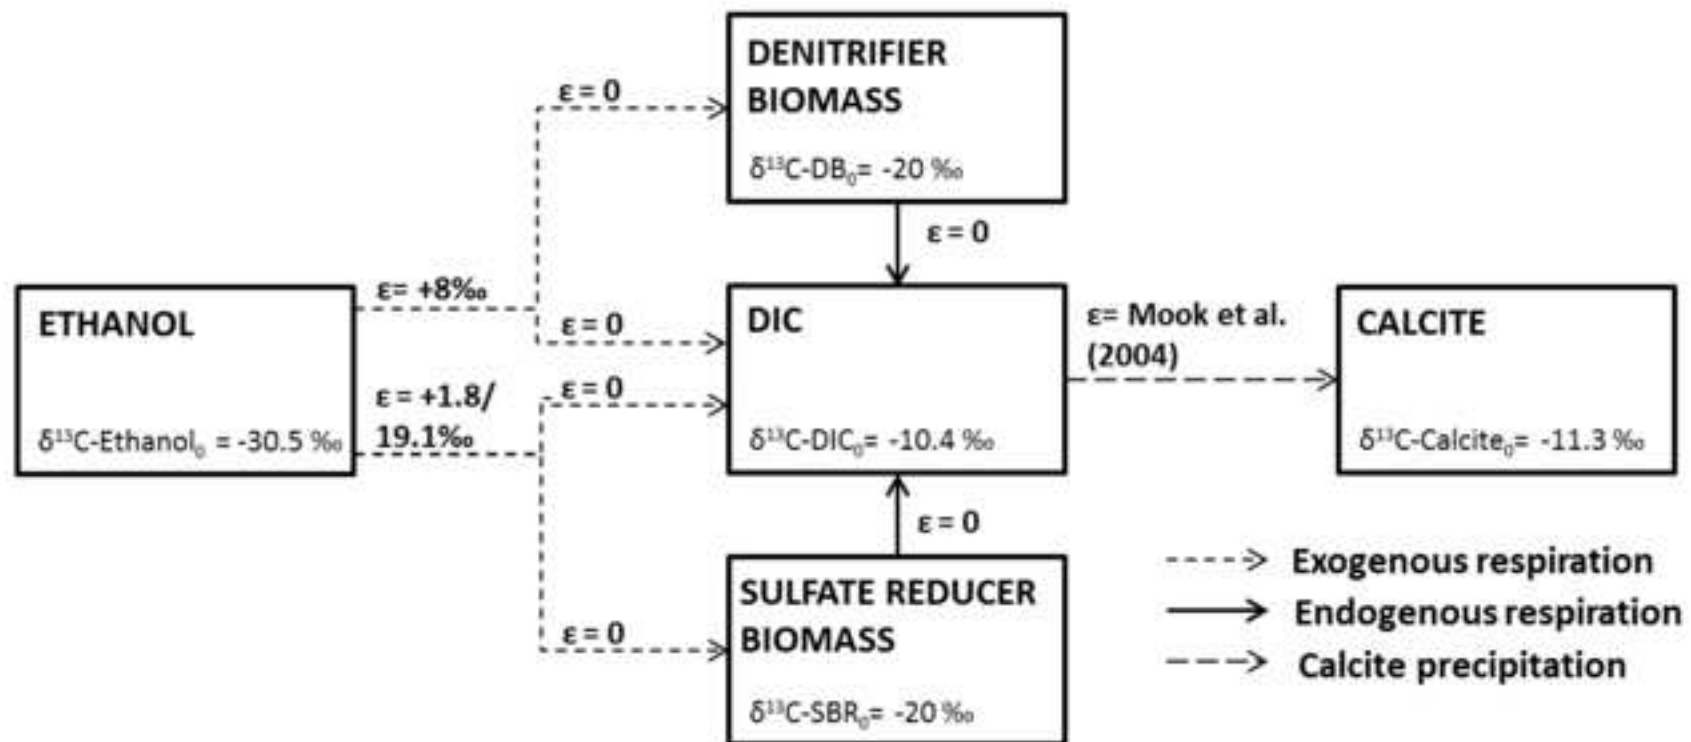 DENITRIFIER
BIOMASS
δ¹³C-DB₀= -20 ‰
ε = 0
ε = 0
ETHANOL
δ¹³C-Ethanol₀ = -30.5 ‰
ε= +8‰
ε = 0
ε = +1.8/
19.1‰
ε = 0
DIC
δ¹³C-DIC₀= -10.4 ‰
ε= Mook et al.
(2004)
CALCITE
δ¹³C-Calcite₀= -11.3 ‰
ε = 0
ε = 0
SULFATE REDUCER
BIOMASS
δ¹³C-SBR₀= -20 ‰
Exogenous respiration
Endogenous respiration
Calcite precipitation